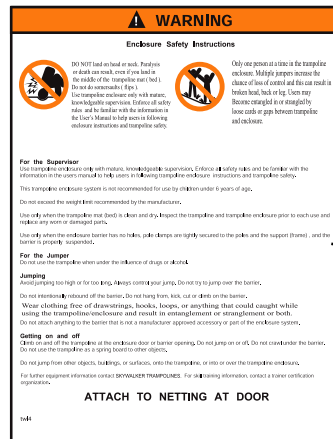 WARNING
Enclosure Safety Instructions
DO NOT land on head or neck. Paralysis
or death can result, even if you land in
the middle of the trampoline mat ( bed ).
Do not do somersaults ( flips ).
Use trampoline enclosure only with mature,
knowledgeable supervision. Enforce all safety
rules and be familiar with the information in
the User's Manual to help users in following
enclosure instructions and trampoline safety.
Only one person at a time in the trampoline
enclosure. Multiple jumpers increase the
chance of loss of control and this can result in
broken head, back or leg. Users may
Become entangled in or strangled by
loose cards or gaps between trampoline
and enclosure.
For the Supervisor
Use trampoline enclosure only with mature, knowledgeable supervision, Enforce all safety rules and be familiar with the
information in the users manual to help users in following trampoline enclosure instructions and trampoline safety.
This trampoline enclosure system is not recommended for use by children under 6 years of age.
Do not exceed the weight limit recommended by the manufacturer.
Use only when the trampoline mat (bed) is clean and dry. Inspect the trampoline and trampoline enclosure prior to each use and
replace any worn or damaged parts.
Use only when the enclosure barrier has no holes, pole clamps are tightly secured to the poles and the support (frame) , and the
barrier is properly suspended.
For the Jumper
Do not use the trampoline when under the influence of drugs or alcohol.
Jumping
Avoid jumping too high or for too long, Always control your jump. Do not try to jump over the barrier.
Do not intentionally rebound off the barrier. Do not hang from, kick, cut or climb on the barrier.
Wear clothing free of drawstrings, hooks, loops, or anything that could caught while
using the trampoline/enclosure and result in entanglement or stranglement or both.
Do not attach anything to the barrier that is not a manufacturer approved accessory or part of the enclosure system.
Getting on and off
Climb on and off the trampoline at the enclosure door or barrier opening. Do not jump on or off. Do not crawl under the barrier.
Do not use the trampoline as a spring board to other objects.
Do not jump from other objects, buildings, or surfaces, onto the trampoline, or into or over the trampoline enclosure.
For further equipment information contact SKYWALKER TRAMPOLINES. For skill training information, contact a trainer certification
organization.
ATTACH TO NETTING AT DOOR